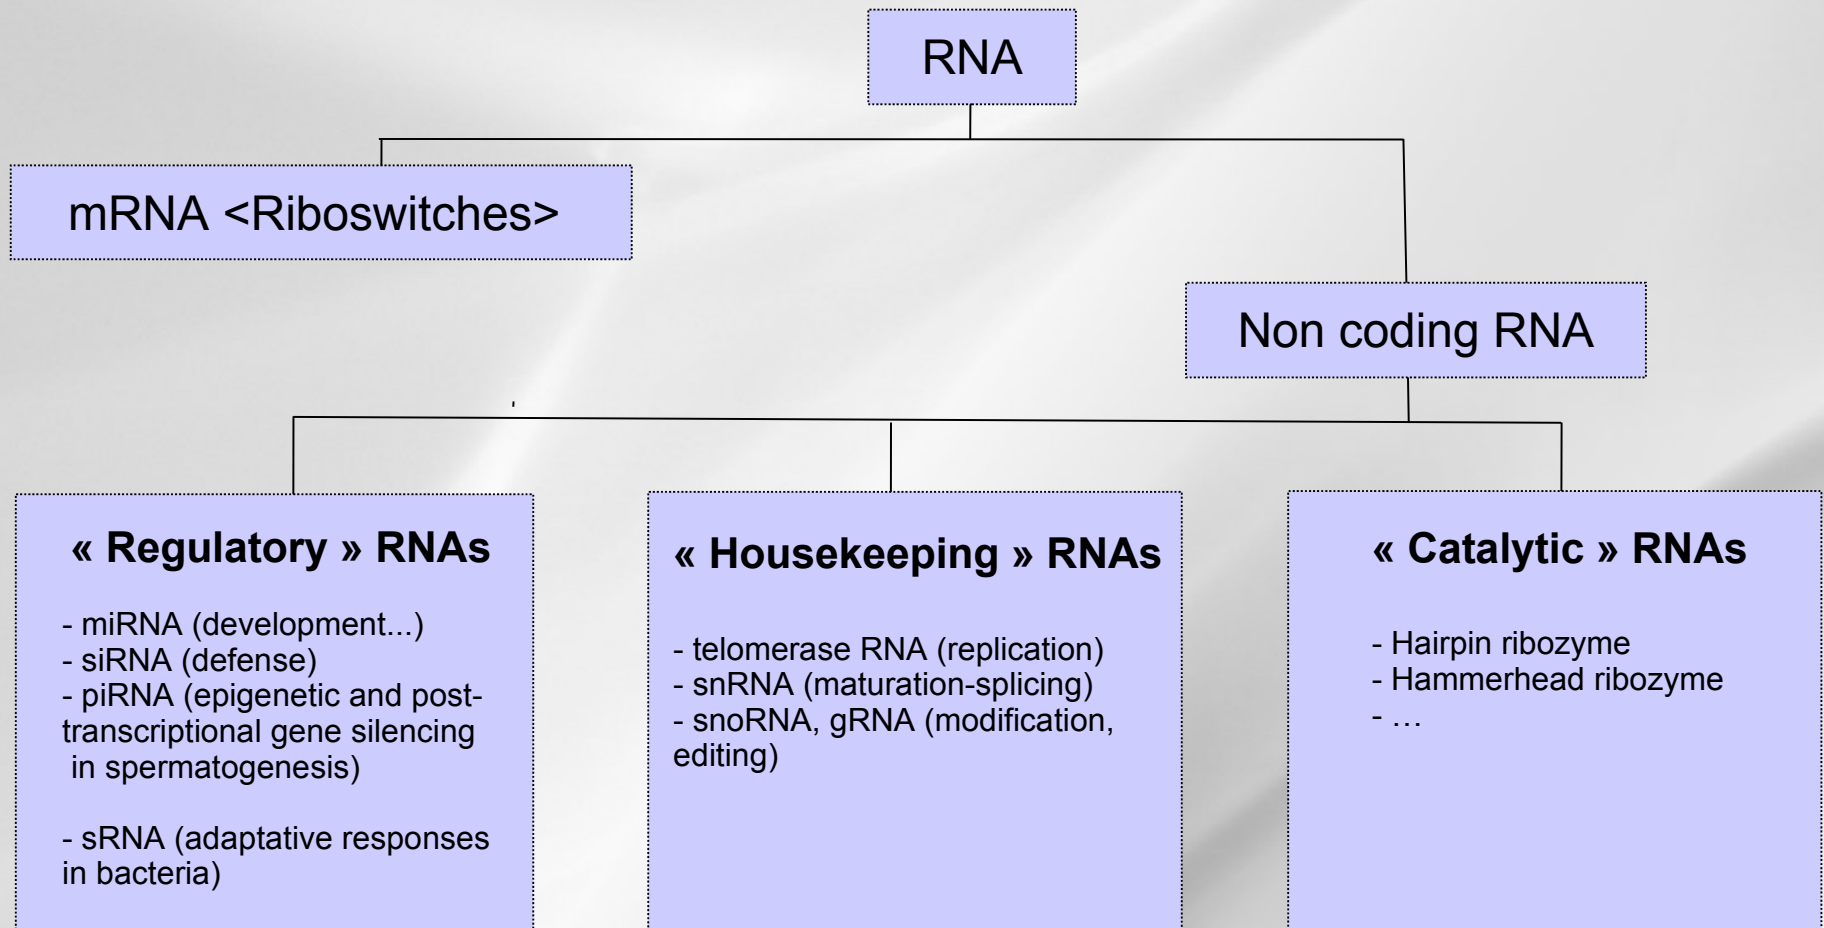 RNA
mRNA <Riboswitches>
Non coding RNA
« Regulatory » RNAs
- miRNA (development...)
- siRNA (defense)
- piRNA (epigenetic and post-
transcriptional gene silencing
in spermatogenesis)
- sRNA (adaptative responses
in bacteria)
« Housekeeping » RNAs
- telomerase RNA (replication)
- snRNA (maturation-splicing)
- snoRNA, gRNA (modification,
editing)
« Catalytic » RNAs
- Hairpin ribozyme
- Hammerhead ribozyme
- …